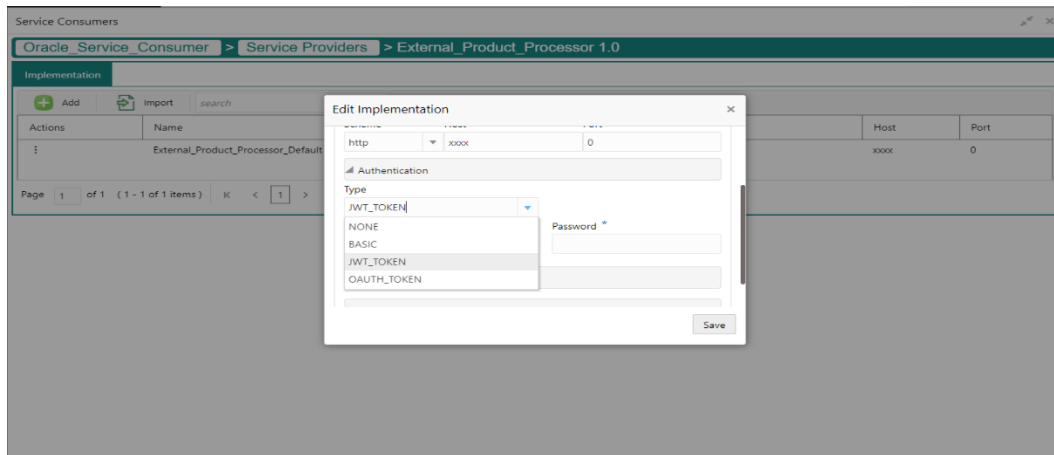 Service Consumers
Oracle_Service_Consumer > Service Providers > External_Product_Processor 1.0
Implementation
Add Import search
Edit Implementation
Actions Name Host Port
http xxxx 0
External_Product_Processor_Default xxxx 0
Authentication
Page 1 of 1 (1 - 1 of 1 items) K < 1 >
Type
JWT_TOKEN
NONE Password *
BASIC
JWT_TOKEN
OAUTH_TOKEN
Save